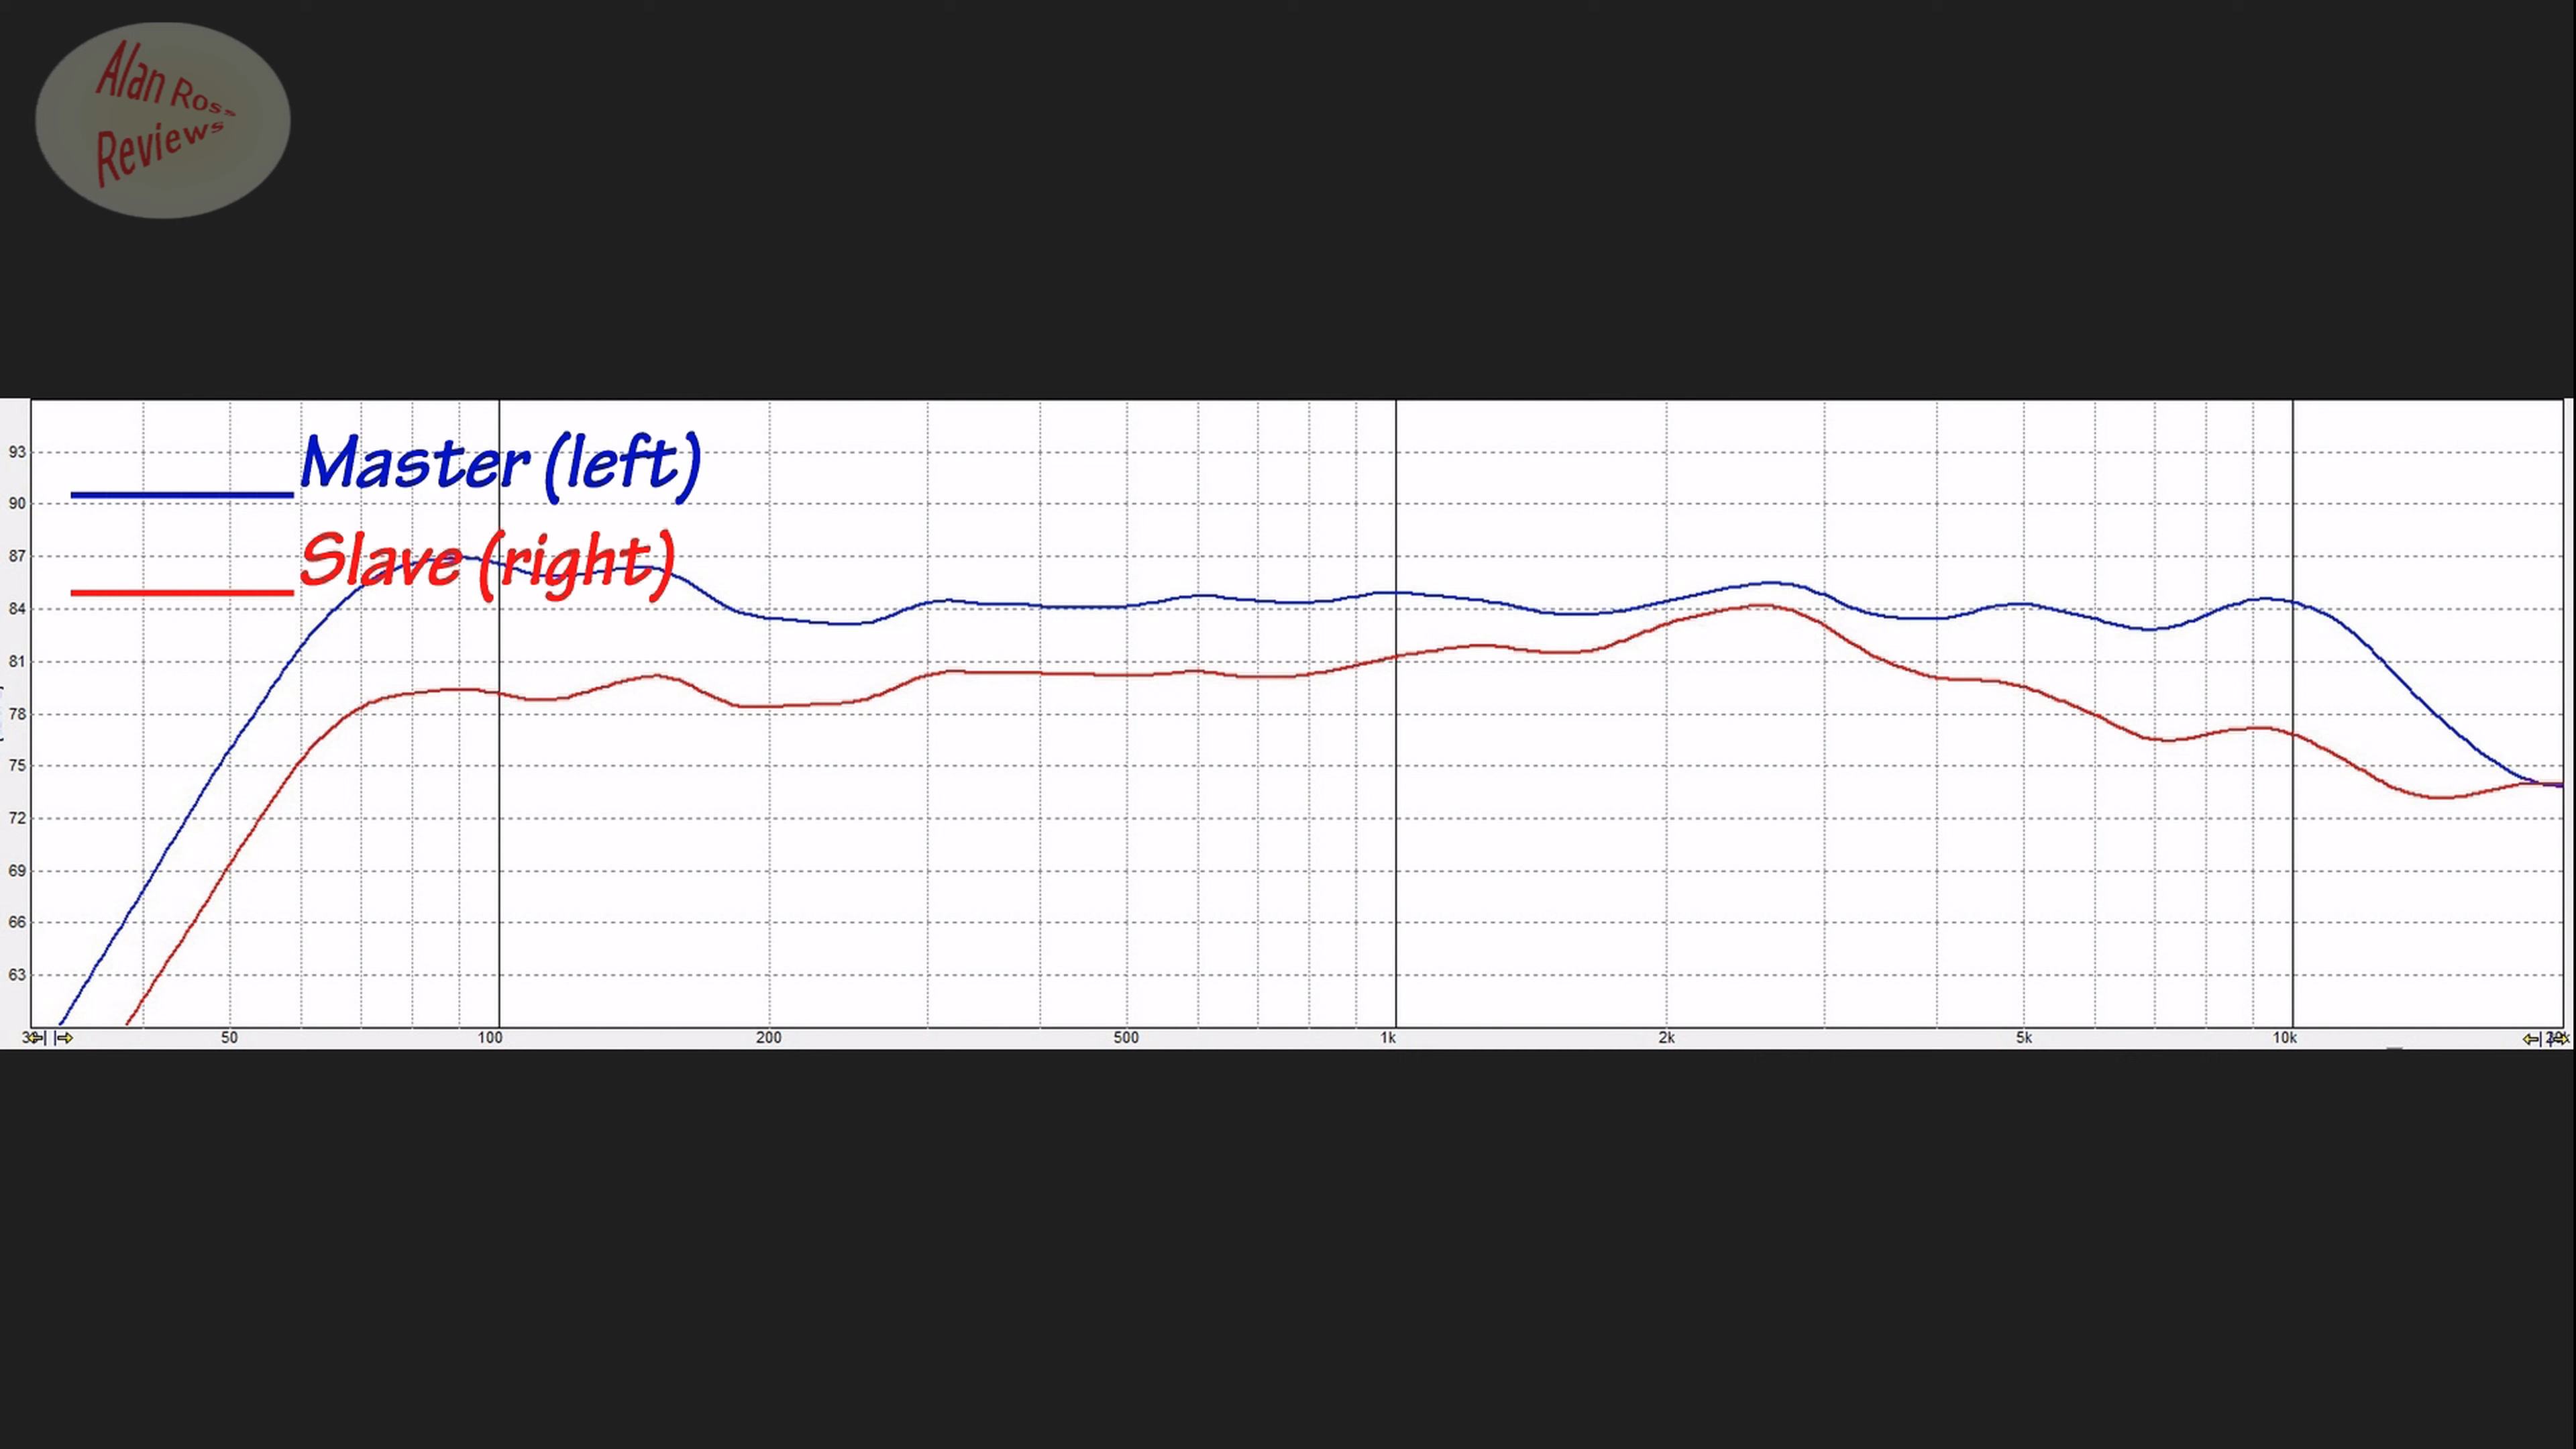 Alan Ross
Reviews
Master (left)
Slave (right)
93
90
87
84
81
78
75
72
69
66
63
50 100 200 500 1k 2k 5k 10k